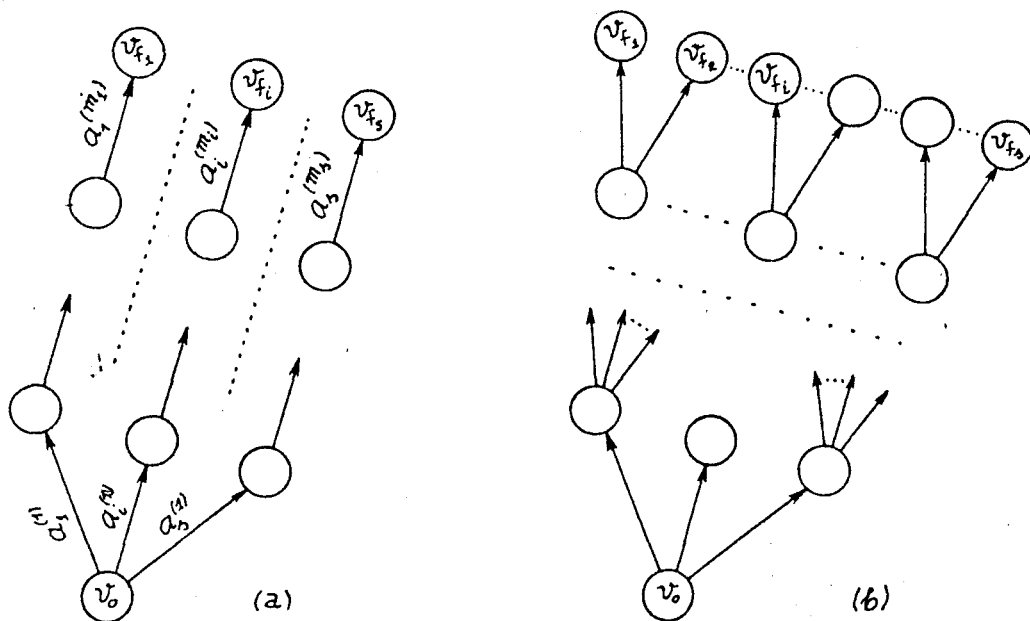 v_{f_1}
v_{f_i}
v_{f_s}
a_1^{(m_1)}
a_i^{(m_i)}
a_s^{(m_s)}
a_1^{(1)}
a_i^{(1)}
a_s^{(1)}
v_0
(a)
v_{f_1}
v_{f_2}
v_{f_i}
v_{f_s}
v_0
(b)